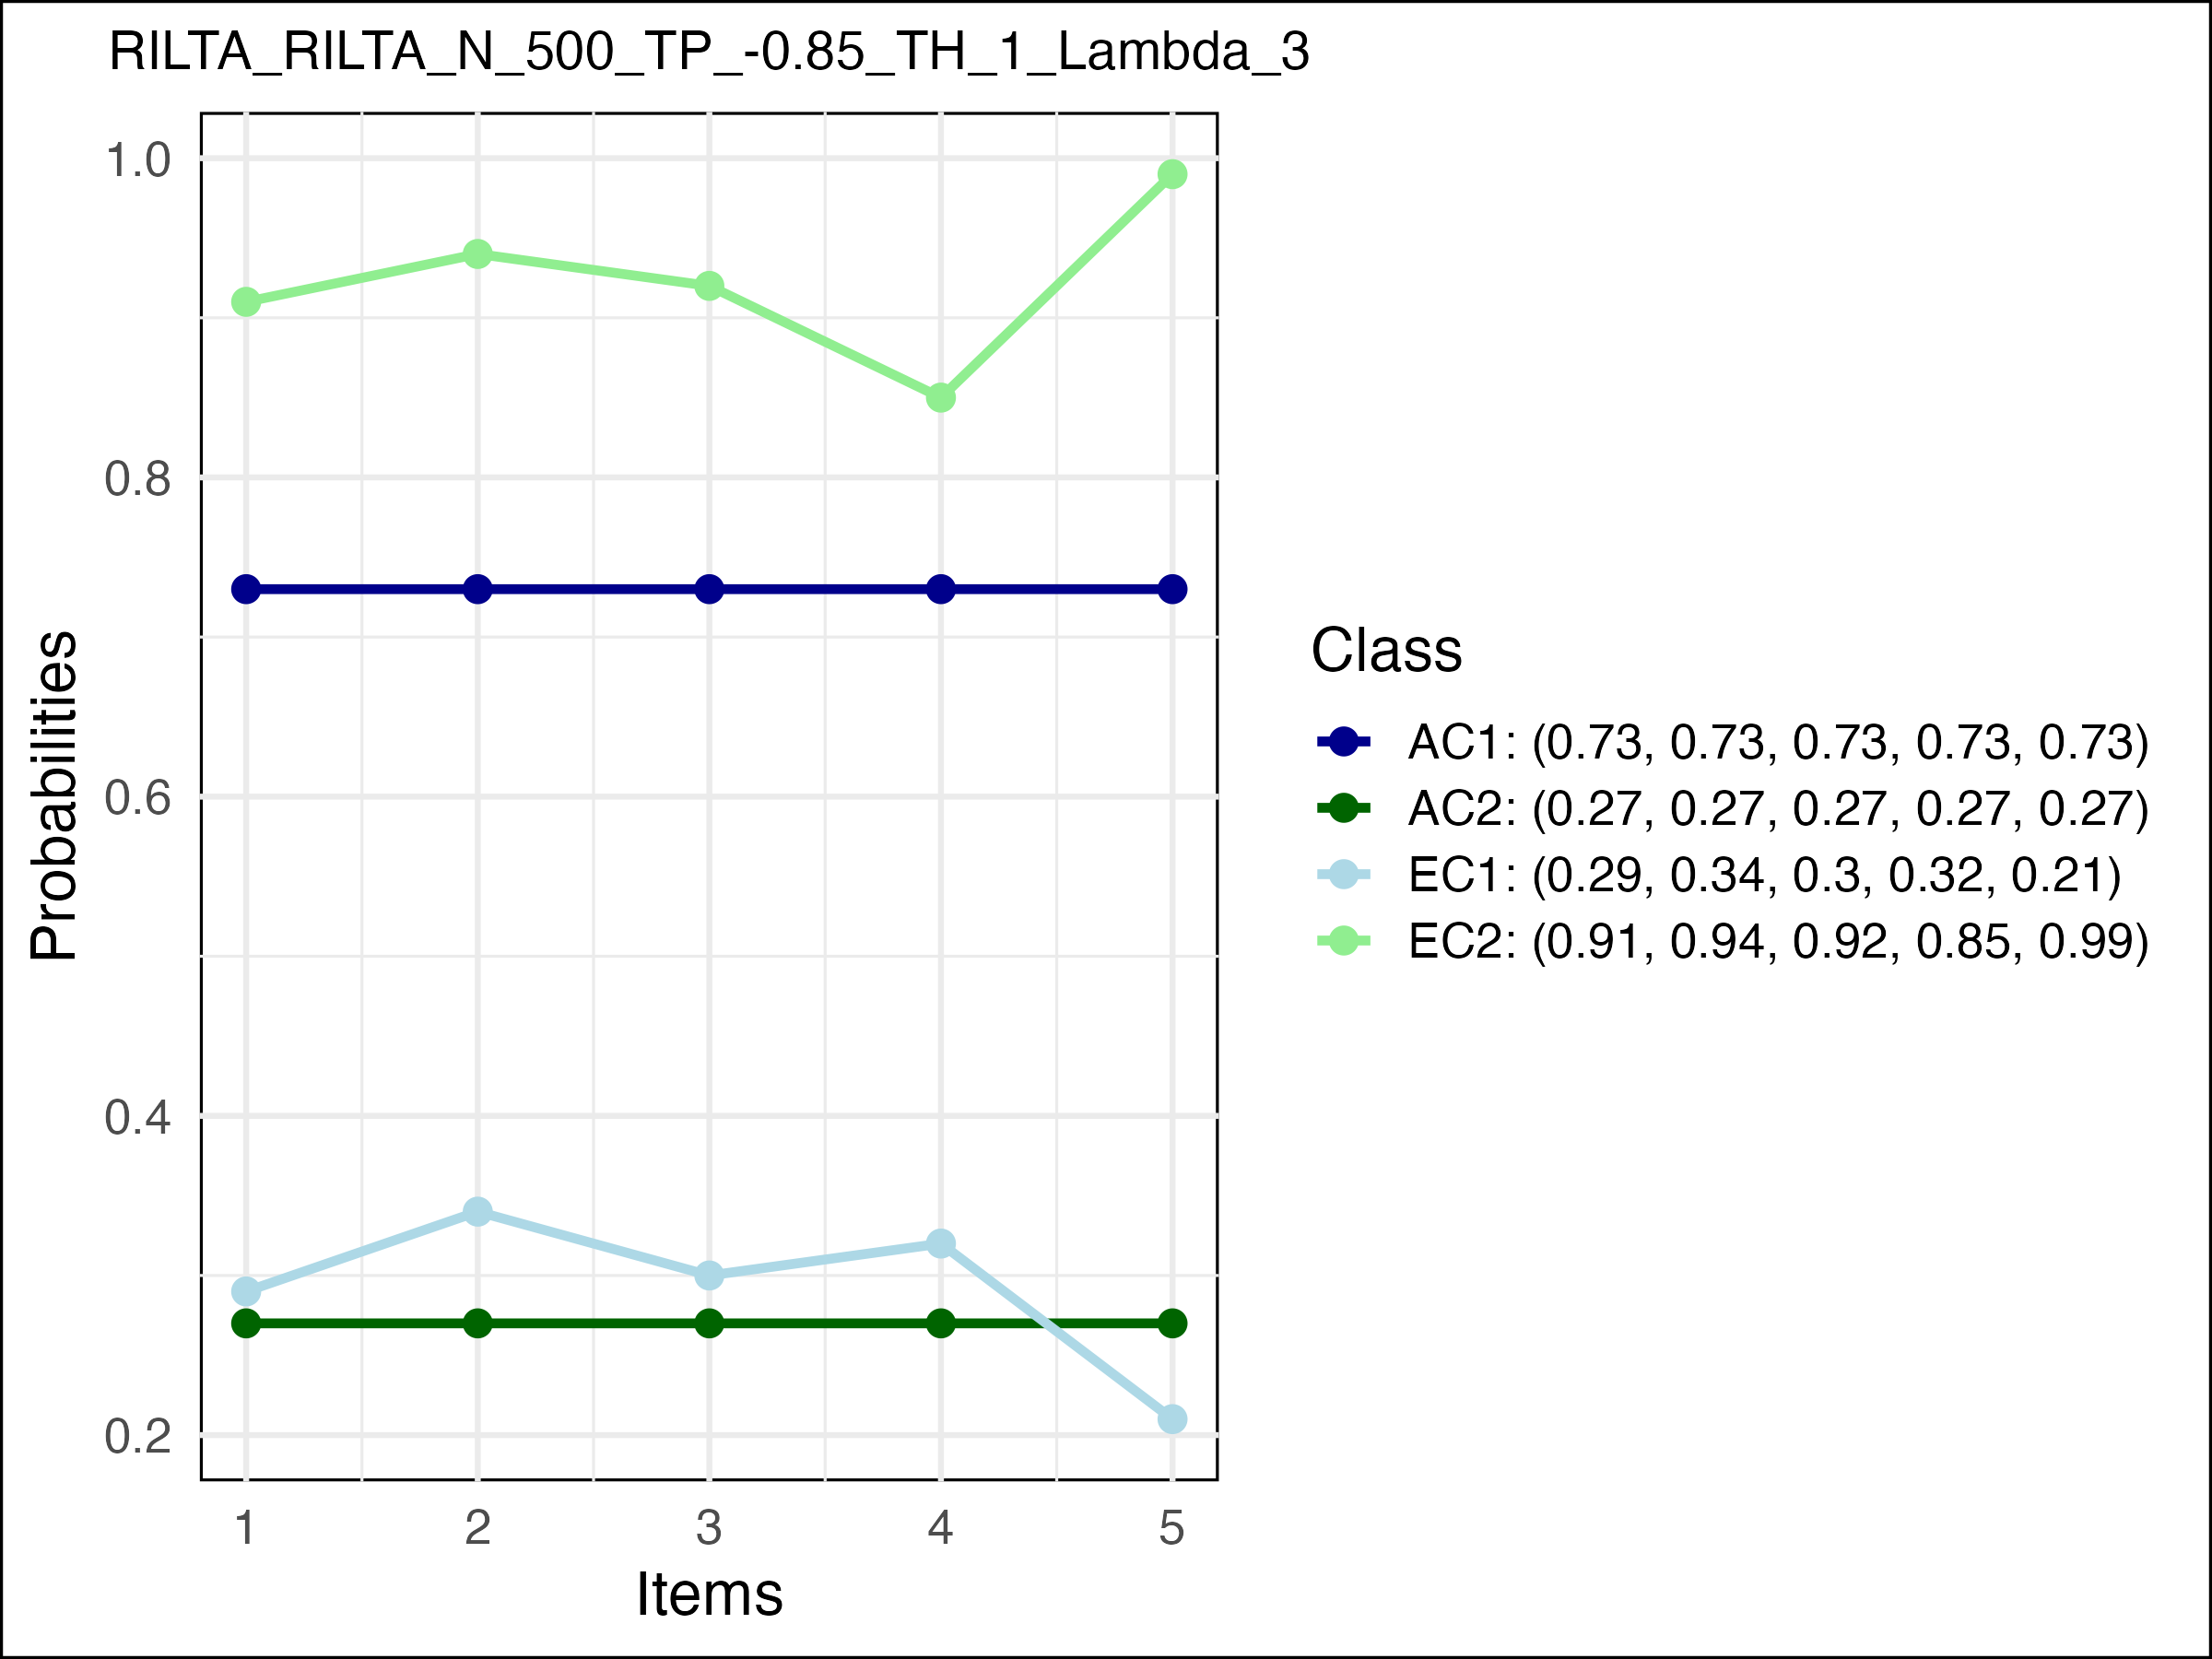 RILTA_RILTA_N_500_TP_-0.85_TH_1_Lambda_3
1.0
0.8
0.6
0.4
0.2
Probabilities
1 2 3 4 5
Items
Class
AC1: (0.73, 0.73, 0.73, 0.73, 0.73)
AC2: (0.27, 0.27, 0.27, 0.27, 0.27)
EC1: (0.29, 0.34, 0.3, 0.32, 0.21)
EC2: (0.91, 0.94, 0.92, 0.85, 0.99)